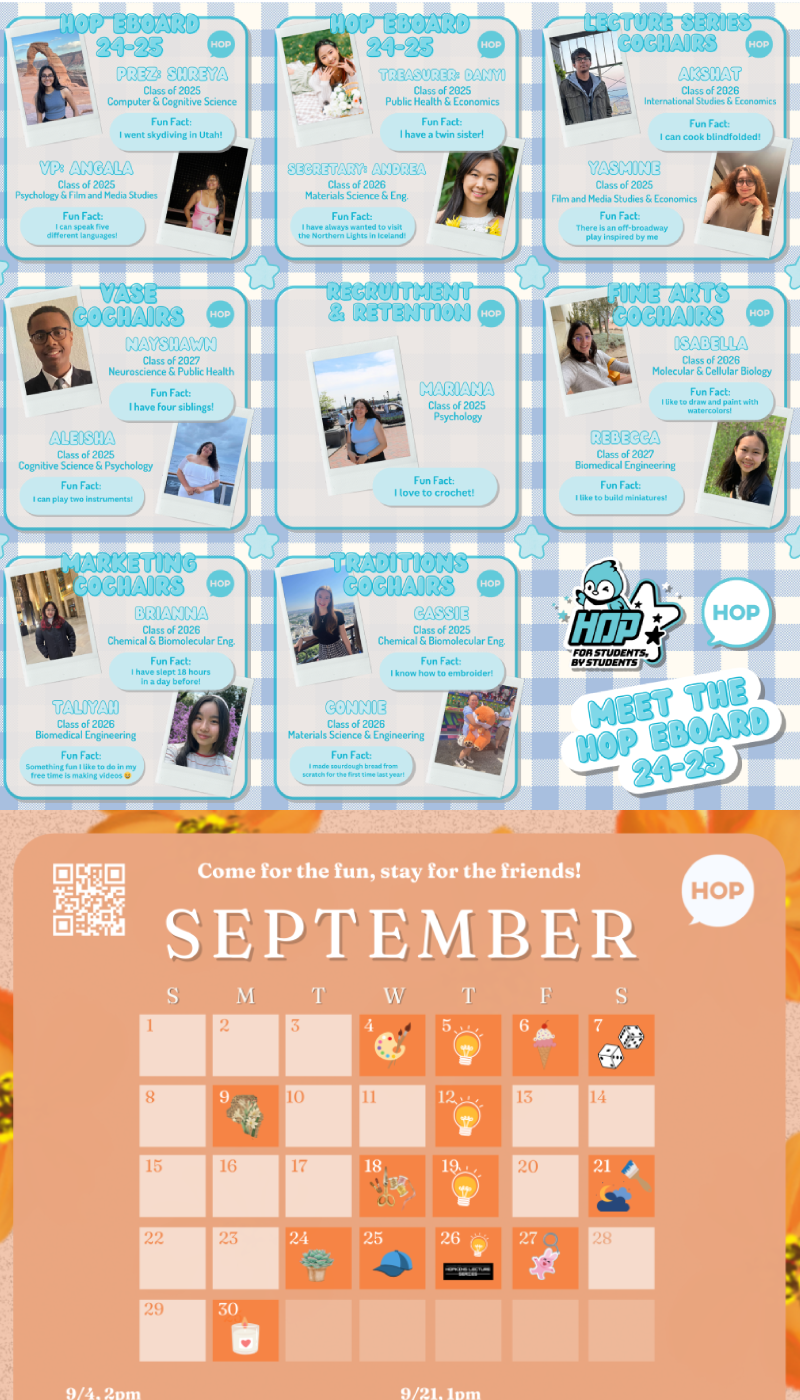 HOP EBOARD
24-25
HOP
PREZ: SHREYA
Class of 2025
Computer & Cognitive Science
Fun Fact:
I went skydiving in Utah!
VP: ANGALA
Class of 2025
Psychology & Film and Media Studies
Fun Fact:
I can speak five
different languages!
HOP EBOARD
24-25
HOP
TREASURER: DANYI
Class of 2025
Public Health & Economics
Fun Fact:
I have a twin sister!
SECRETARY: ANDREA
Class of 2026
Materials Science & Eng.
Fun Fact:
I have always wanted to visit
the Northern Lights in Iceland!
LECTURE SERIES
COCHAIRS
HOP
AKSHAT
Class of 2026
International Studies & Economics
Fun Fact:
I can cook blindfolded!
YASMINE
Class of 2025
Film and Media Studies & Economics
Fun Fact:
There is an off-broadway
play inspired by me
VASE
COCHAIRS
HOP
NAYSHAWN
Class of 2027
Neuroscience & Public Health
Fun Fact:
I have four siblings!
ALEISHA
Class of 2025
Cognitive Science & Psychology
Fun Fact:
I can play two instruments!
RECRUITMENT
& RETENTION
HOP
MARIANA
Class of 2025
Psychology
Fun Fact:
I love to crochet!
FINE ARTS
COCHAIRS
HOP
ISABELLA
Class of 2026
Molecular & Cellular Biology
Fun Fact:
I like to draw and paint with
watercolors!
REBECCA
Class of 2027
Biomedical Engineering
Fun Fact:
I like to build miniatures!
MARKETING
COCHAIRS
HOP
BRIANNA
Class of 2026
Chemical & Biomolecular Eng.
Fun Fact:
I have slept 18 hours
in a day before!
TALIYAH
Class of 2026
Biomedical Engineering
Fun Fact:
Something fun I like to do in my
free time is making videos 😆
TRADITIONS
COCHAIRS
HOP
CASSIE
Class of 2025
Chemical & Biomolecular Eng.
Fun Fact:
I know how to embroider!
CONNIE
Class of 2026
Materials Science & Engineering
Fun Fact:
I made sourdough bread from
scratch for the first time last year!
HOP
FOR STUDENTS,
BY STUDENTS
HOP
MEET THE
HOP EBOARD
24-25
Come for the fun, stay for the friends!
HOP
SEPTEMBER
S M T W T F S
1 2 3 4 5 6 7
8 9 10 11 12 13 14
15 16 17 18 19 20 21
22 23 24 25 26 27 28
HOPKINS LECTURE
SERIES
29 30
9/4, 2pm 9/21, 1pm